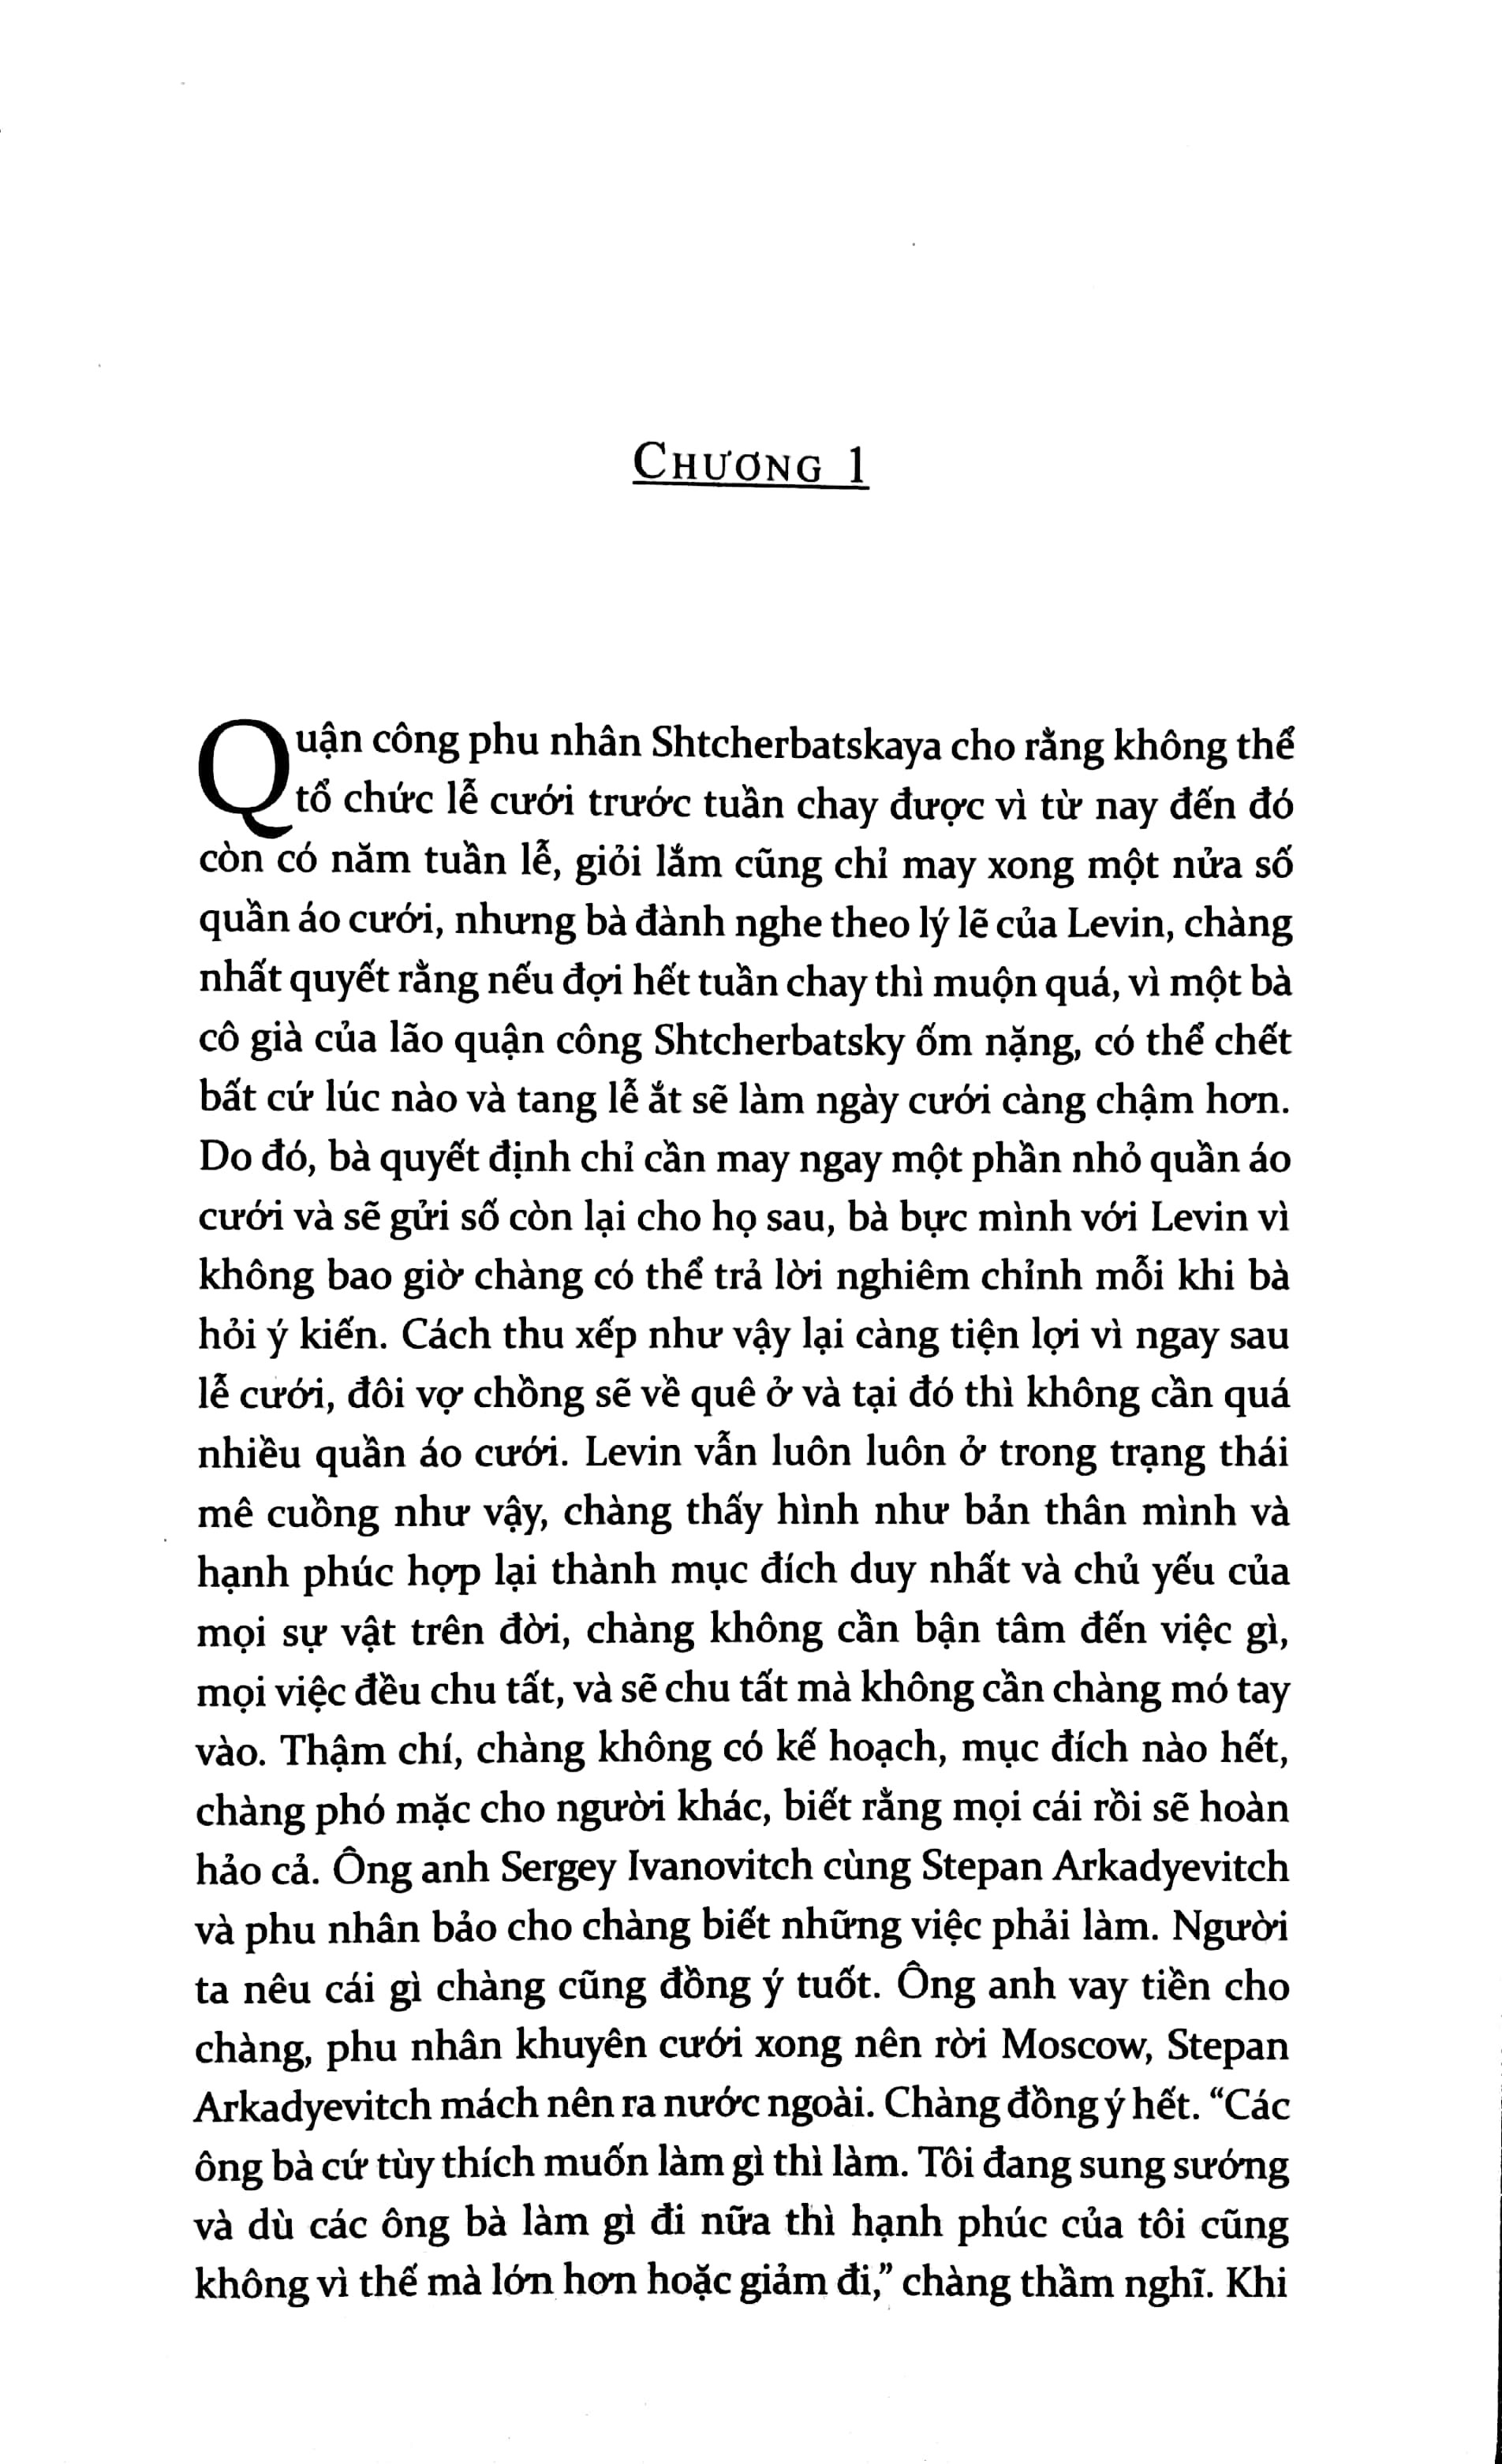 CHƯƠNG 1
Quận công phu nhân Shtcherbatskaya cho rằng không thể
tổ chức lễ cưới trước tuần chay được vì từ nay đến đó
còn có năm tuần lễ, giỏi lắm cũng chỉ may xong một nửa số
quần áo cưới, nhưng bà đành nghe theo lý lẽ của Levin, chàng
nhất quyết rằng nếu đợi hết tuần chay thì muộn quá, vì một bà
cô già của lão quận công Shtcherbatsky ốm nặng, có thể chết
bất cứ lúc nào và tang lễ ắt sẽ làm ngày cưới càng chậm hơn.
Do đó, bà quyết định chỉ cần may ngay một phần nhỏ quần áo
cưới và sẽ gửi số còn lại cho họ sau, bà bực mình với Levin vì
không bao giờ chàng có thể trả lời nghiêm chỉnh mỗi khi bà
hỏi ý kiến. Cách thu xếp như vậy lại càng tiện lợi vì ngay sau
lễ cưới, đôi vợ chồng sẽ về quê ở và tại đó thì không cần quá
nhiều quần áo cưới. Levin vẫn luôn luôn ở trong trạng thái
mê cuồng như vậy, chàng thấy hình như bản thân mình và
hạnh phúc hợp lại thành mục đích duy nhất và chủ yếu của
mọi sự vật trên đời, chàng không cần bận tâm đến việc gì,
mọi việc đều chu tất, và sẽ chu tất mà không cần chàng mó tay
vào. Thậm chí, chàng không có kế hoạch, mục đích nào hết,
chàng phó mặc cho người khác, biết rằng mọi cái rồi sẽ hoàn
hảo cả. Ông anh Sergey Ivanovitch cùng Stepan Arkadyevitch
và phu nhân bảo cho chàng biết những việc phải làm. Người
ta nêu cái gì chàng cũng đồng ý tuốt. Ông anh vay tiền cho
chàng, phu nhân khuyên cưới xong nên rời Moscow, Stepan
Arkadyevitch mách nên ra nước ngoài. Chàng đồng ý hết. “Các
ông bà cứ tùy thích muốn làm gì thì làm. Tôi đang sung sướng
và dù các ông bà làm gì đi nữa thì hạnh phúc của tôi cũng
không vì thế mà lớn hơn hoặc giảm đi,” chàng thầm nghĩ. Khi